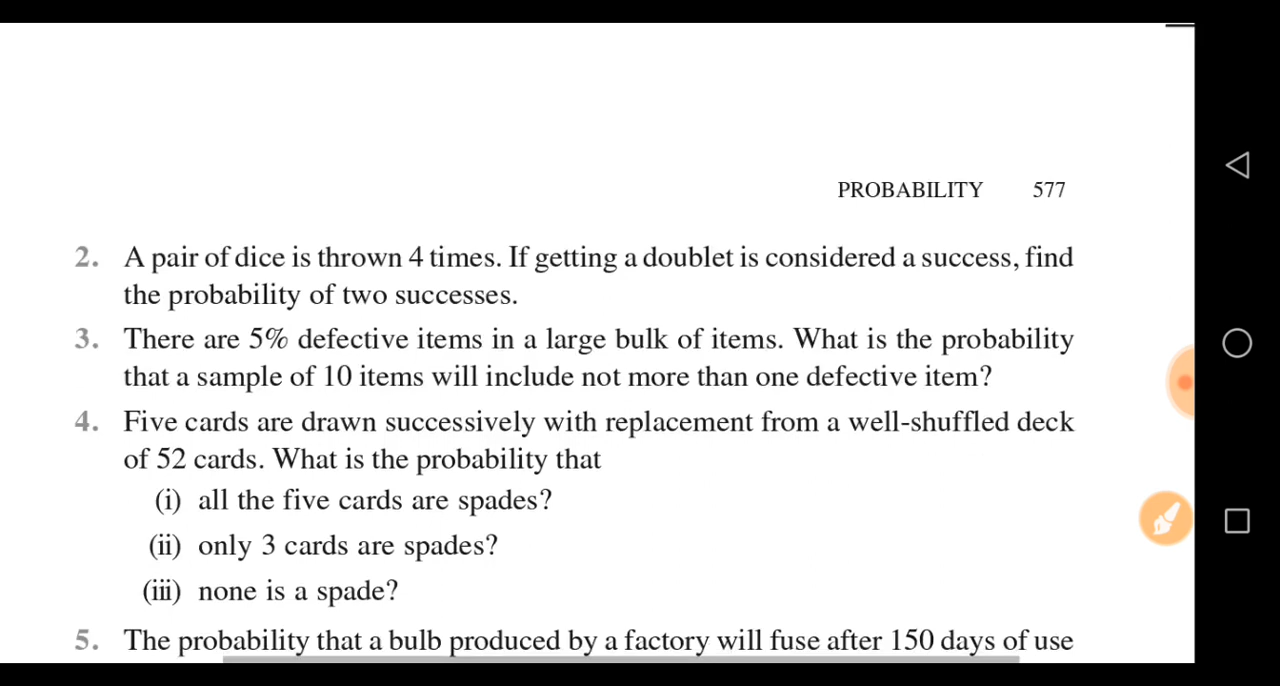 PROBABILITY 577
2. A pair of dice is thrown 4 times. If getting a doublet is considered a success, find
the probability of two successes.
3. There are 5% defective items in a large bulk of items. What is the probability
that a sample of 10 items will include not more than one defective item?
4. Five cards are drawn successively with replacement from a well-shuffled deck
of 52 cards. What is the probability that
(i) all the five cards are spades?
(ii) only 3 cards are spades?
(iii) none is a spade?
5. The probability that a bulb produced by a factory will fuse after 150 days of use